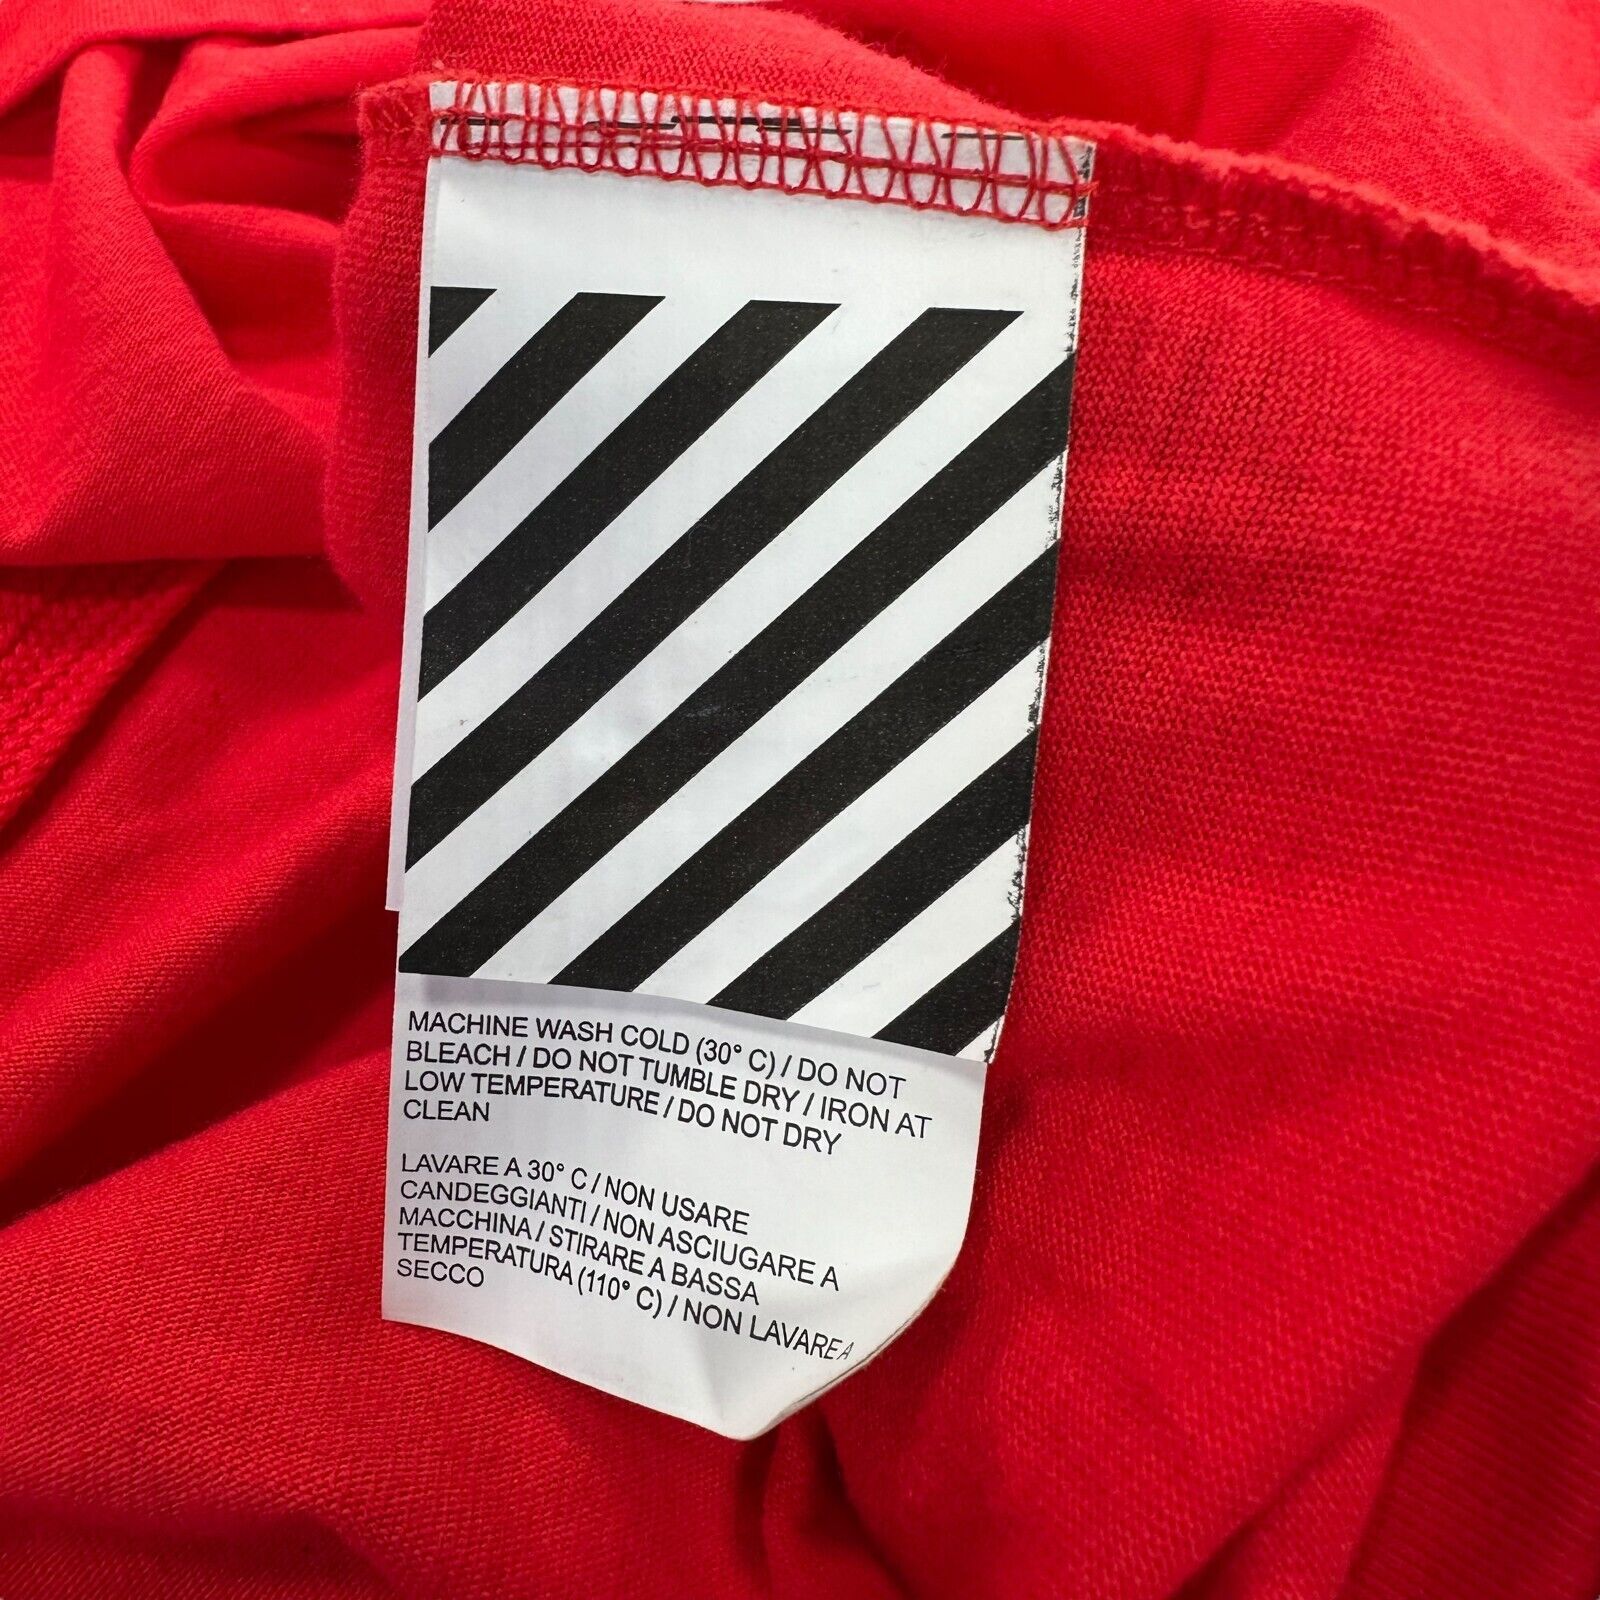 MACHINE WASH COLD (30° C) / DO NOT
BLEACH / DO NOT TUMBLE DRY / IRON AT
LOW TEMPERATURE / DO NOT DRY
CLEAN
LAVARE A 30° C / NON USARE
CANDEGGIANTI / NON ASCIUGARE A
MACCHINA / STIRARE A BASSA
TEMPERATURA (110° C) / NON LAVARE A
SECCO